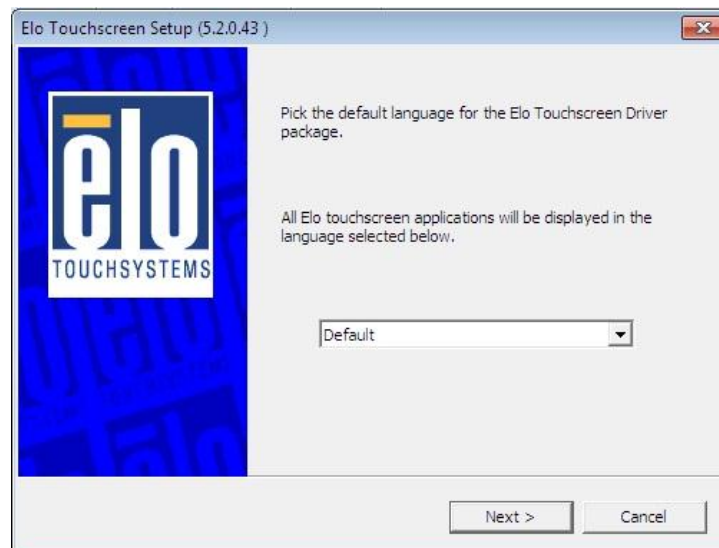 Elo Touchscreen Setup (5.2.0.43 )
elo
TOUCHSYSTEMS
Pick the default language for the Elo Touchscreen Driver
package.
All Elo touchscreen applications will be displayed in the
language selected below.
Default
Next >
Cancel